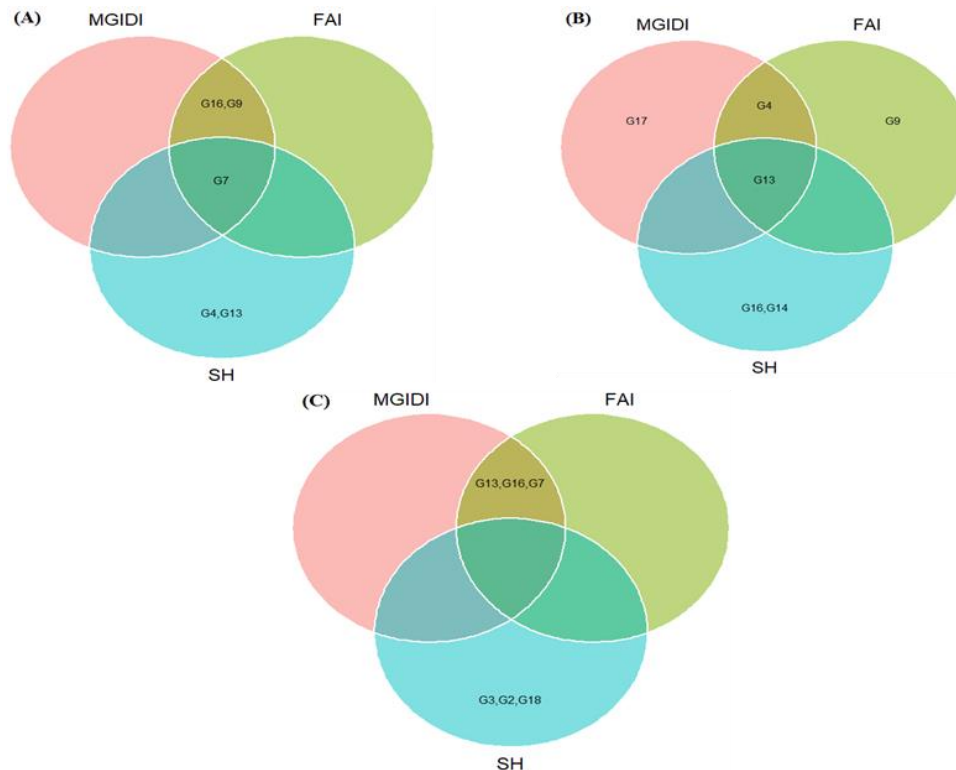 (A)
MGIDI
FAI
G16,G9
G7
G4,G13
SH
(B)
MGIDI
FAI
G17
G4
G9
G13
G16,G14
SH
(C)
MGIDI
FAI
G13,G16,G7
G3,G2,G18
SH